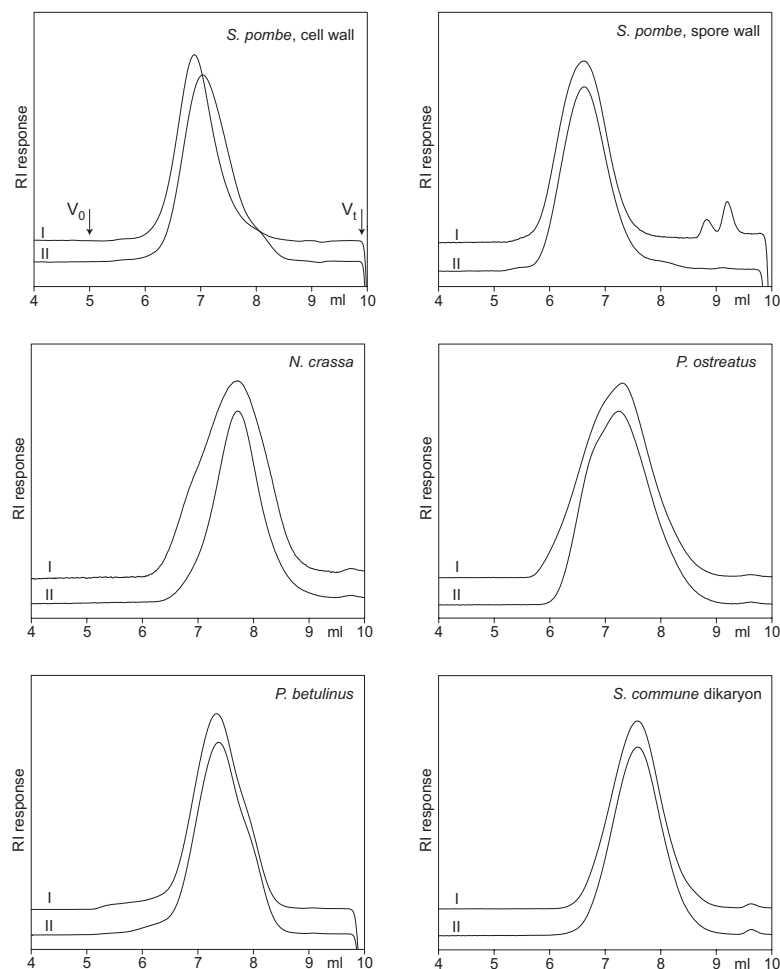 S. pombe, cell wall
RI response
V0
Vt
I
II
4 5 6 7 8 9 ml 10
S. pombe, spore wall
RI response
I
II
4 5 6 7 8 9 ml 10
N. crassa
RI response
I
II
4 5 6 7 8 9 ml 10
P. ostreatus
RI response
I
II
4 5 6 7 8 9 ml 10
P. betulinus
RI response
I
II
4 5 6 7 8 9 ml 10
S. commune dikaryon
RI response
I
II
4 5 6 7 8 9 ml 10